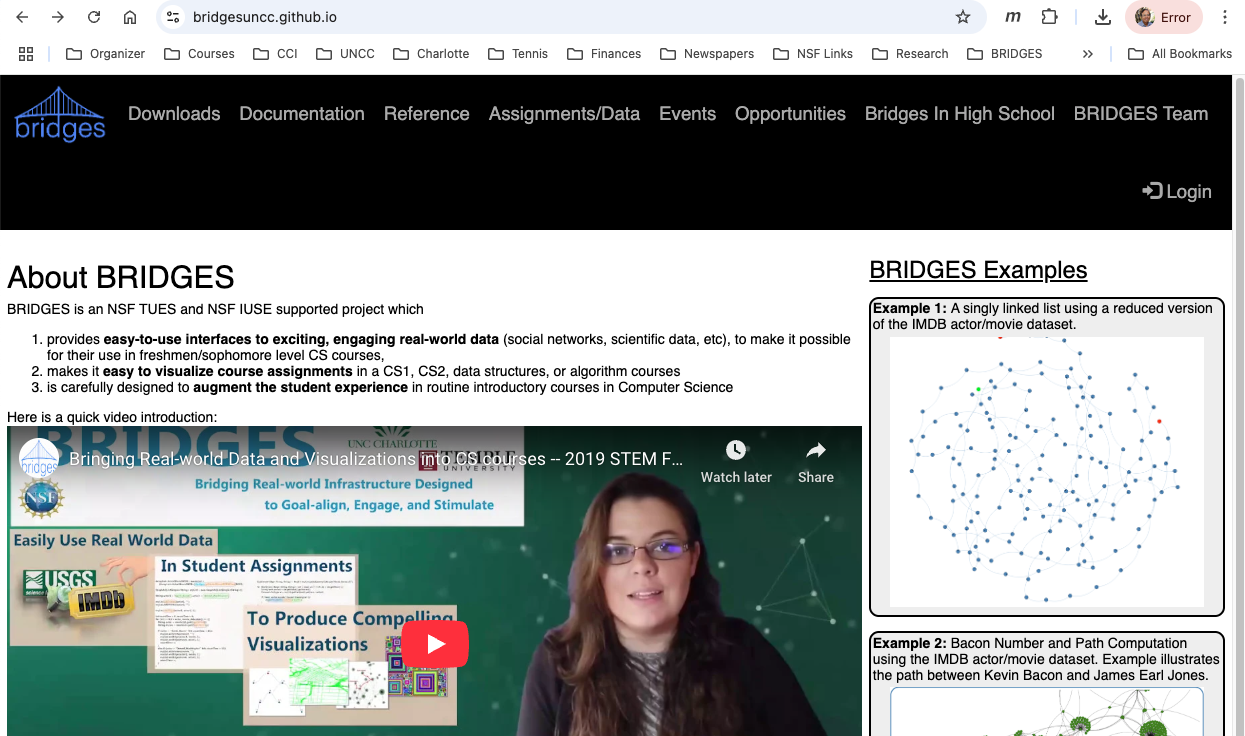 bridgesuncc.github.io
Error
Organizer Courses CCI UNCC Charlotte Tennis Finances Newspapers NSF Links Research BRIDGES » All Bookmarks
bridges Downloads Documentation Reference Assignments/Data Events Opportunities Bridges In High School BRIDGES Team
Login
About BRIDGES
BRIDGES is an NSF TUES and NSF IUSE supported project which
1. provides easy-to-use interfaces to exciting, engaging real-world data (social networks, scientific data, etc), to make it possible
for their use in freshmen/sophomore level CS courses,
2. makes it easy to visualize course assignments in a CS1, CS2, data structures, or algorithm courses
3. is carefully designed to augment the student experience in routine introductory courses in Computer Science
Here is a quick video introduction:
BRIDGES
UNC CHARLOTTE
bridges
Bringing Real-world Data and Visualizations into CS courses -- 2019 STEM F...
UNIVERSITY
Watch later
Share
NSF
Bridging Real-world Infrastructure Designed
to Goal-align, Engage, and Stimulate
Easily Use Real World Data
USGS
IMDb
In Student Assignments
To Produce Compelling
Visualizations
BRIDGES Examples
Example 1: A singly linked list using a reduced version
of the IMDB actor/movie dataset.
Example 2: Bacon Number and Path Computation
using the IMDB actor/movie dataset. Example illustrates
the path between Kevin Bacon and James Earl Jones.